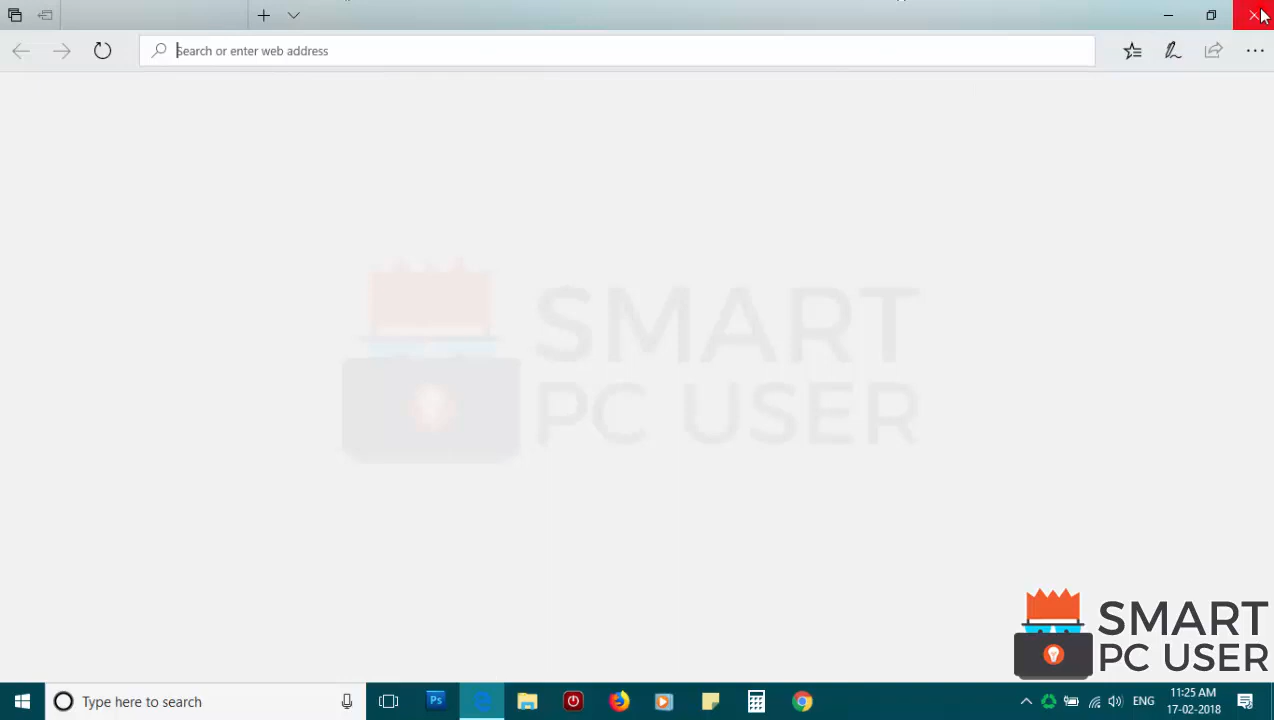 Search or enter web address
SMART
PC USER
SMART
PC USER
Type here to search
Ps
ENG
11:25 AM
17-02-2018